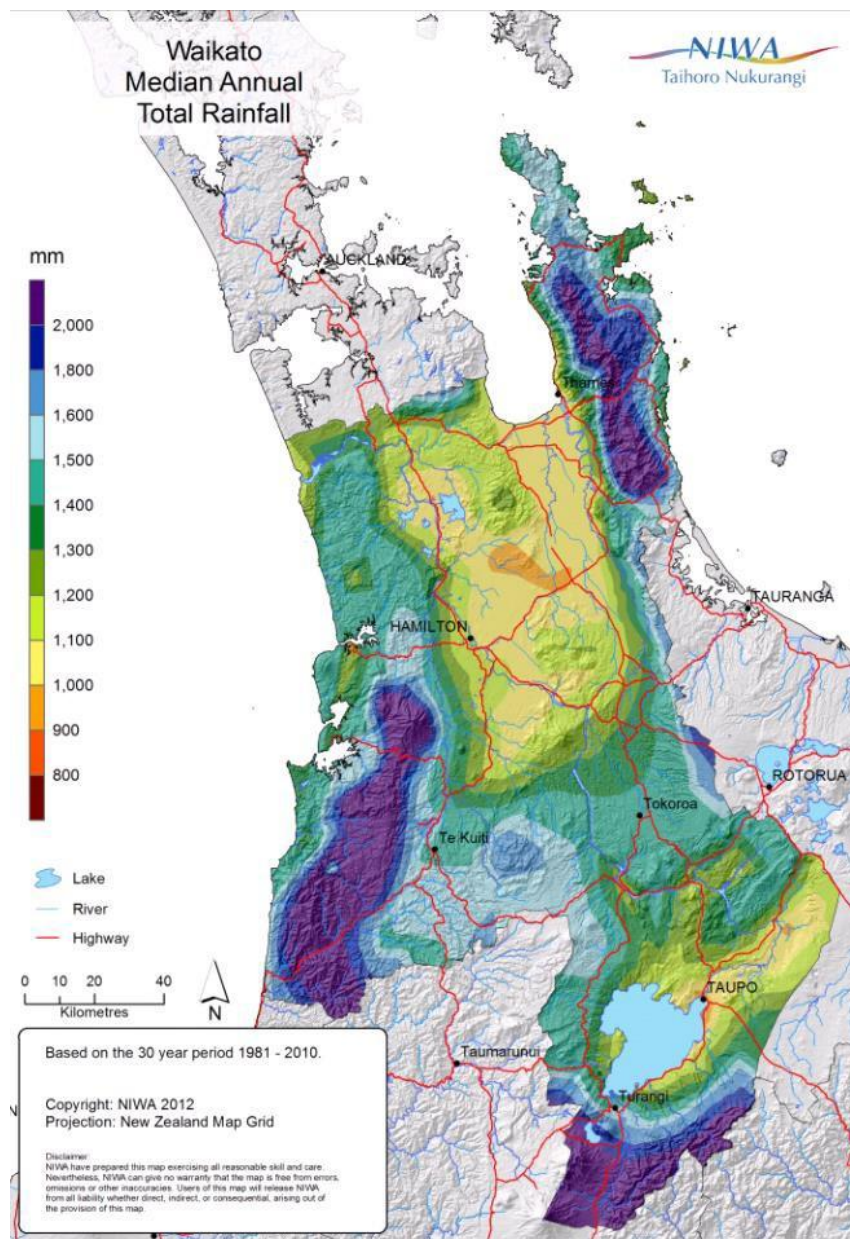 Waikato
Median Annual
Total Rainfall
NIWA
Taihoro Nukurangi
mm
2,000
1,800
1,600
1,500
1,400
1,300
1,200
1,100
1,000
900
800
AUCKLAND
Thames
HAMILTON
TAURANGA
ROTORUA
Tokoroa
Te Kuiti
TAUPO
Taumarunui
Turangi
Lake
River
Highway
0 10 20 40
Kilometres
N
Based on the 30 year period 1981 - 2010.
Copyright: NIWA 2012
Projection: New Zealand Map Grid
Disclaimer:
NIWA have prepared this map exercising all reasonable skill and care.
Nevertheless, NIWA can give no warranty that the map is free from errors,
omissions or other inaccuracies. Users of this map will release NIWA
from all liability whether direct, indirect, or consequential, arising out of
the provision of this map.